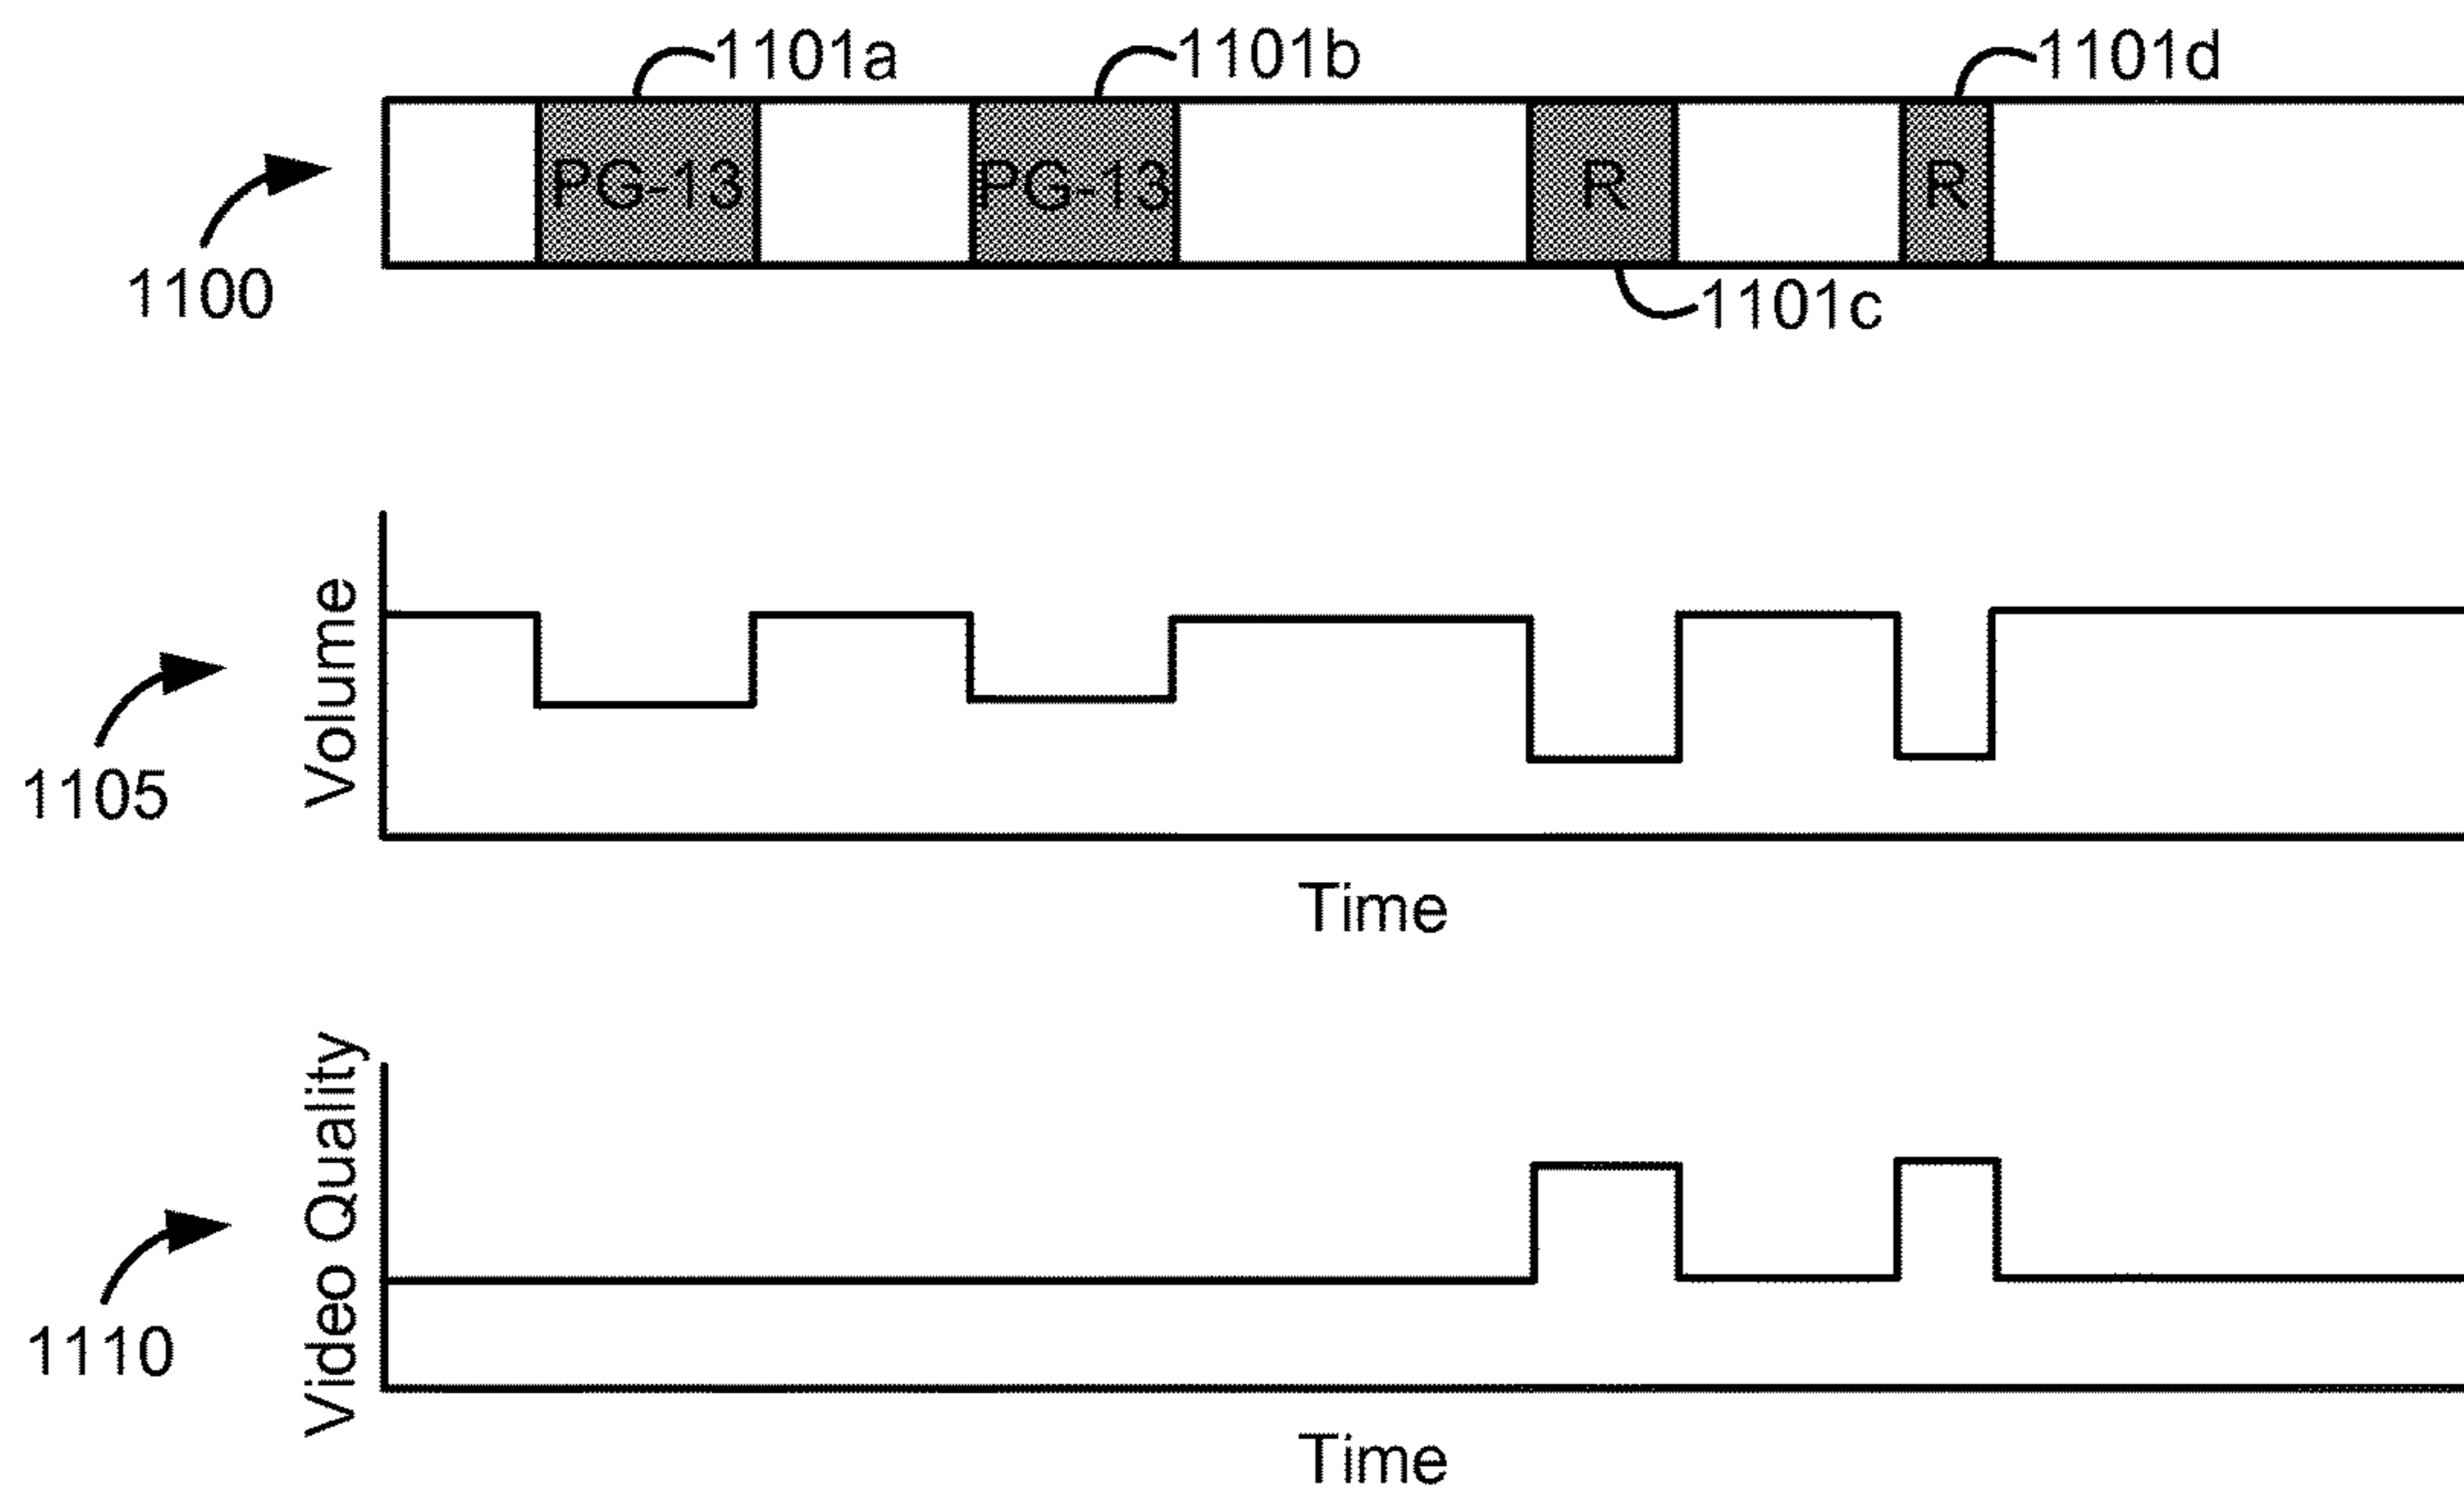 1101a
1101b
1101d
PG-13
PG-13
R
R
1100
1101c
Volume
1105
Time
Video Quality
1110
Time